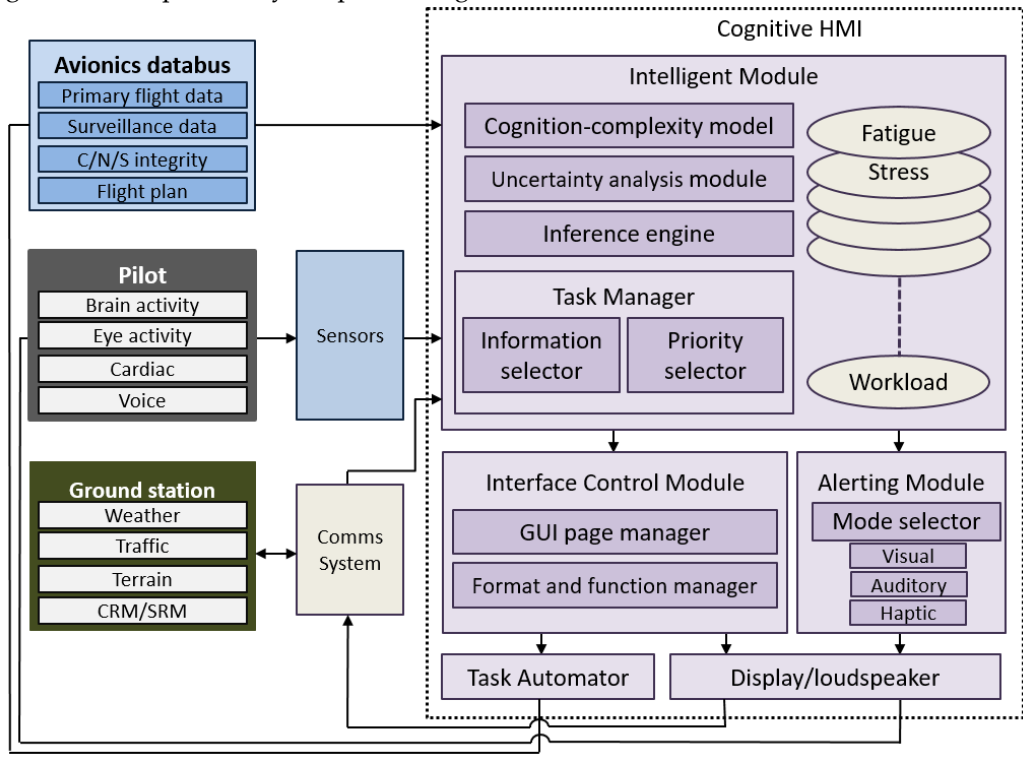 Cognitive HMI
Avionics databus
Primary flight data
Surveillance data
C/N/S integrity
Flight plan
Pilot
Brain activity
Eye activity
Cardiac
Voice
Sensors
Ground station
Weather
Traffic
Terrain
CRM/SRM
Comms
System
Intelligent Module
Cognition-complexity model
Uncertainty analysis module
Inference engine
Task Manager
Information
selector
Priority
selector
Fatigue
Stress
Workload
Interface Control Module
GUI page manager
Format and function manager
Alerting Module
Mode selector
Visual
Auditory
Haptic
Task Automator
Display/loudspeaker